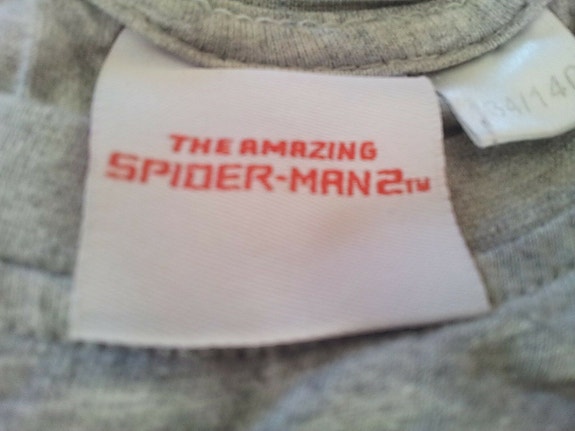 THE AMAZING
SPIDER-MAN 2™
134/140